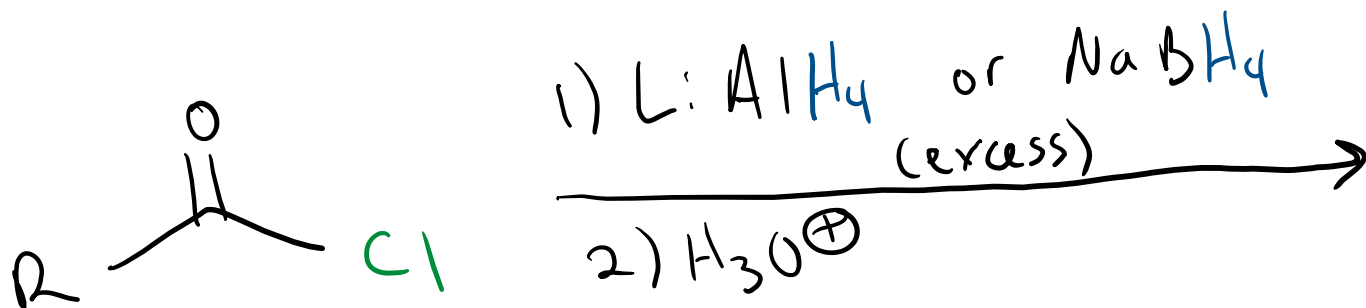 1) LiAlH4 or NaBH4
(excess)
O
R Cl
2) H3O⊕